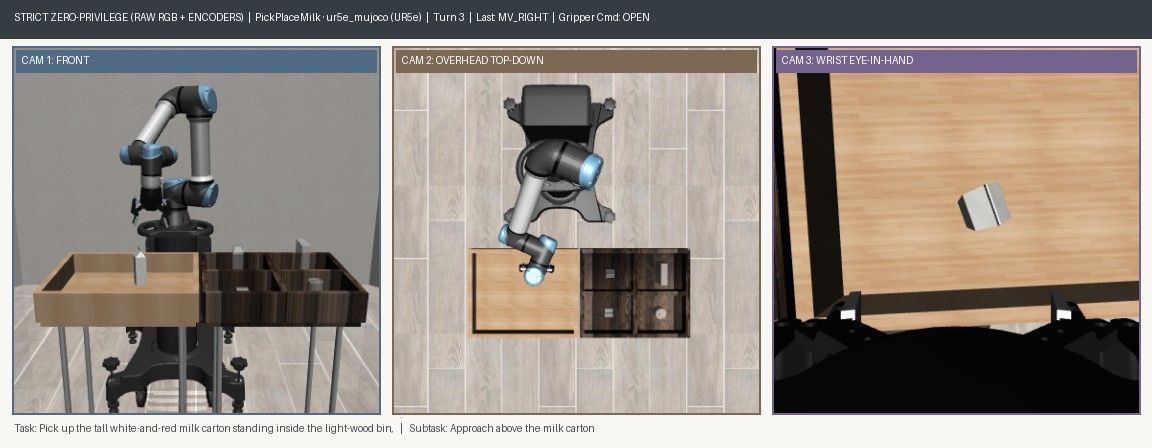 STRICT ZERO-PRIVILEGE (RAW RGB + ENCODERS) | PickPlaceMilk · ur5e_mujoco (UR5e) | Turn 3 | Last MV_RIGHT | Gripper Cmd: OPEN
CAM 1: FRONT
CAM 2: OVERHEAD TOP-DOWN
CAM 3: WRIST EYE-IN-HAND
Task: Pick up the tall white-and-red milk carton standing inside the light-wood bin, | Subtask: Approach above the milk carton